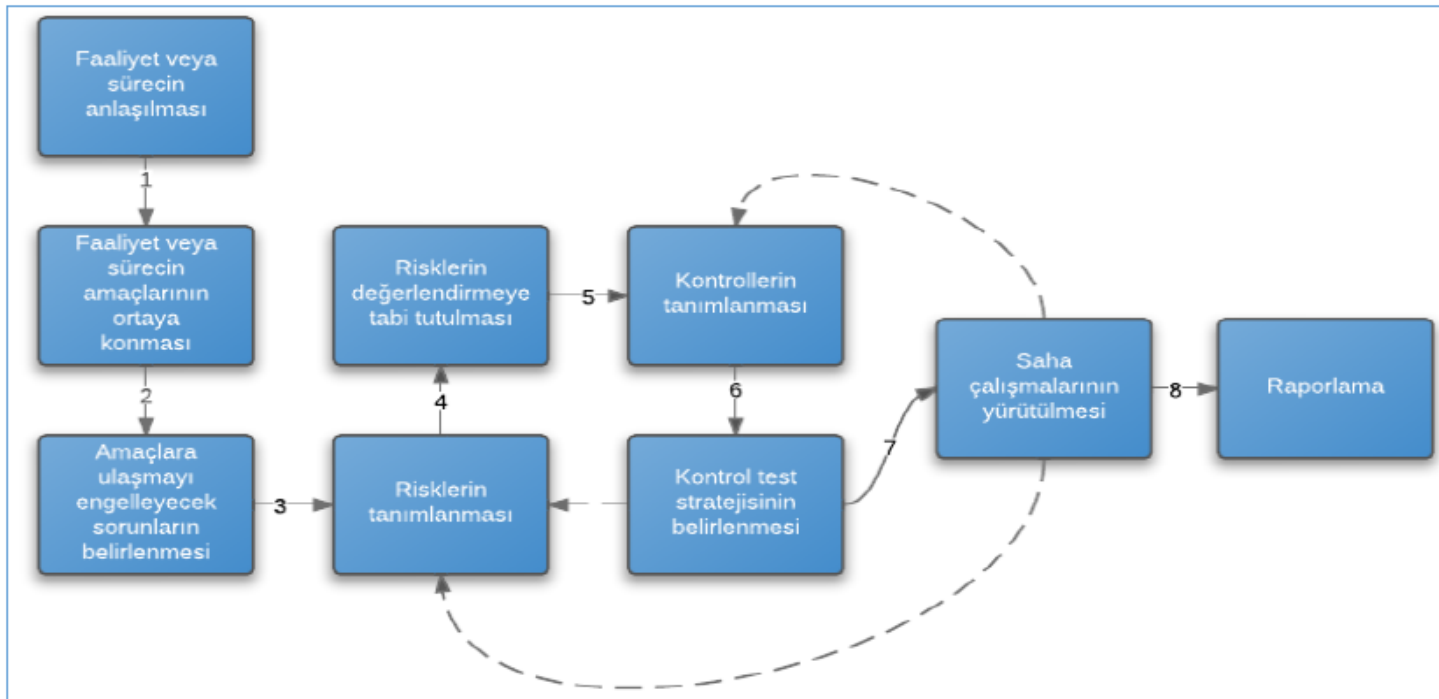 Faaliyet veya
sürecin
anlaşılması
1
Faaliyet veya
sürecin
amaçlarının
ortaya
konması
2
Amaçlara
ulaşmayı
engelleyecek
sorunların
belirlenmesi
3
Risklerin
tanımlanması
4
Risklerin
değerlendirmeye
tabi tutulması
5
Kontrollerin
tanımlanması
6
Kontrol test
stratejisinin
belirlenmesi
7
Saha
çalışmalarının
yürütülmesi
8
Raporlama